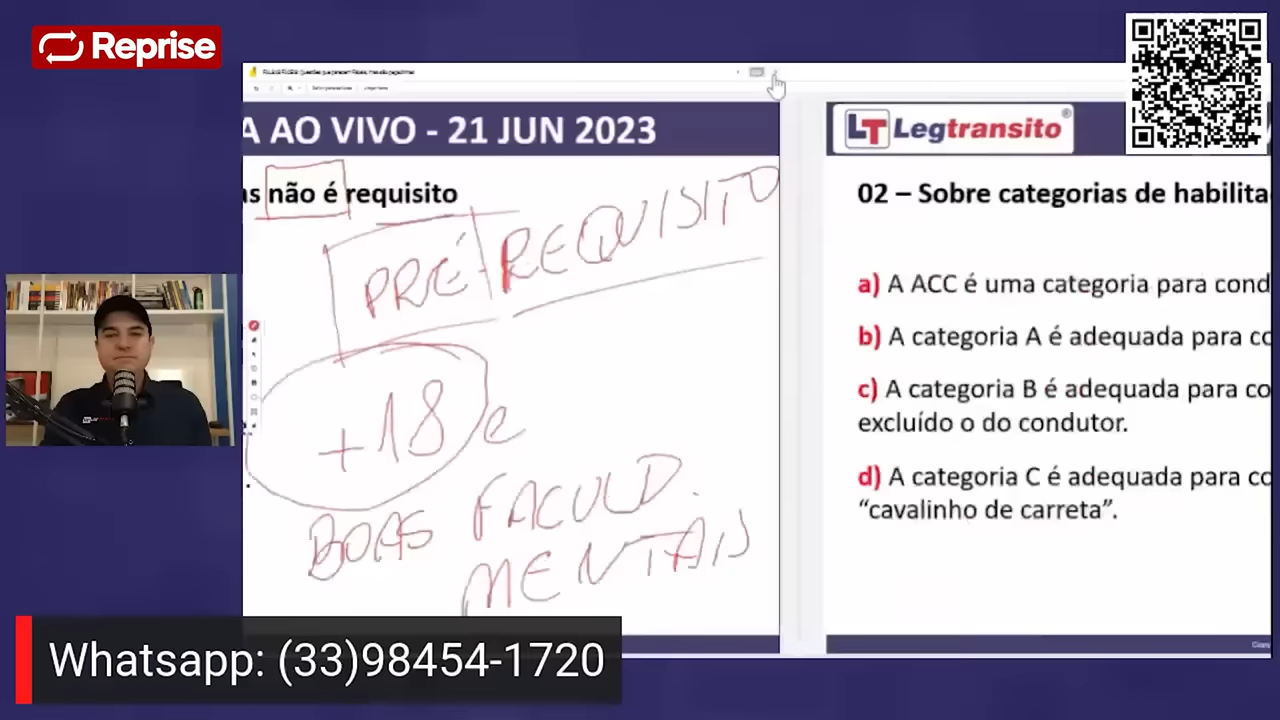 Reprise
A AO VIVO - 21 JUN 2023
não é requisito
PRÉ-REQUISITO
+18 e
BOAS FACULD.
MENTAIS
Legtransito
02 – Sobre categorias de habilita
a) A ACC é uma categoria para cond
b) A categoria A é adequada para co
c) A categoria B é adequada para co
excluído o do condutor.
d) A categoria C é adequada para co
“cavalinho de carreta”.
Whatsapp: (33)98454-1720